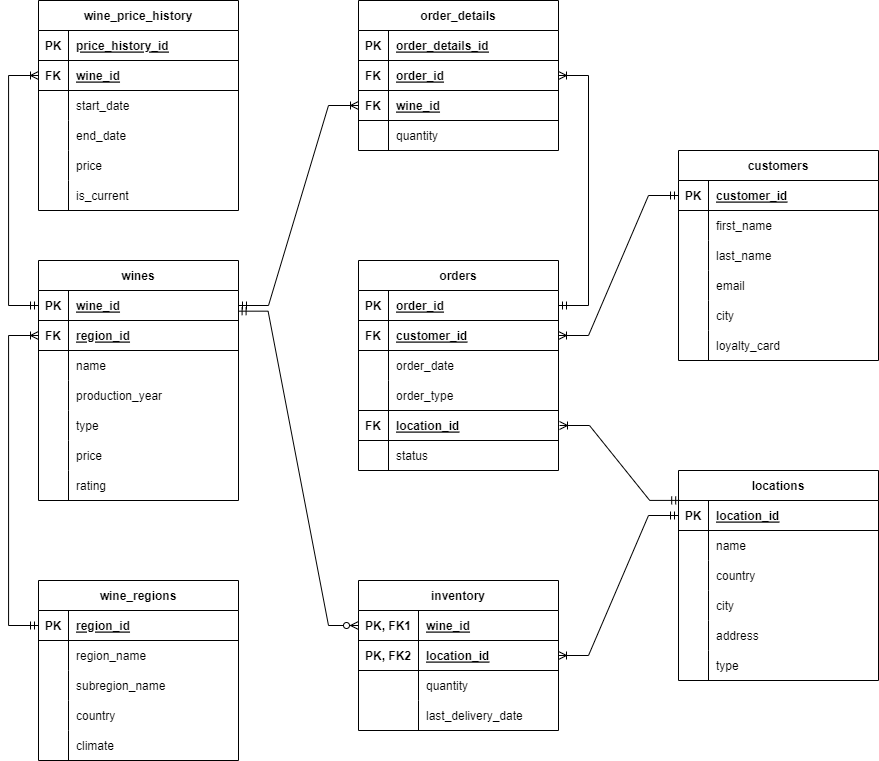 wine_price_history
PK price_history_id
FK wine_id
start_date
end_date
price
is_current
order_details
PK order_details_id
FK order_id
FK wine_id
quantity
customers
PK customer_id
first_name
last_name
email
city
loyalty_card
wines
PK wine_id
FK region_id
name
production_year
type
price
rating
orders
PK order_id
FK customer_id
order_date
order_type
FK location_id
status
locations
PK location_id
name
country
city
address
type
wine_regions
PK region_id
region_name
subregion_name
country
climate
inventory
PK, FK1 wine_id
PK, FK2 location_id
quantity
last_delivery_date